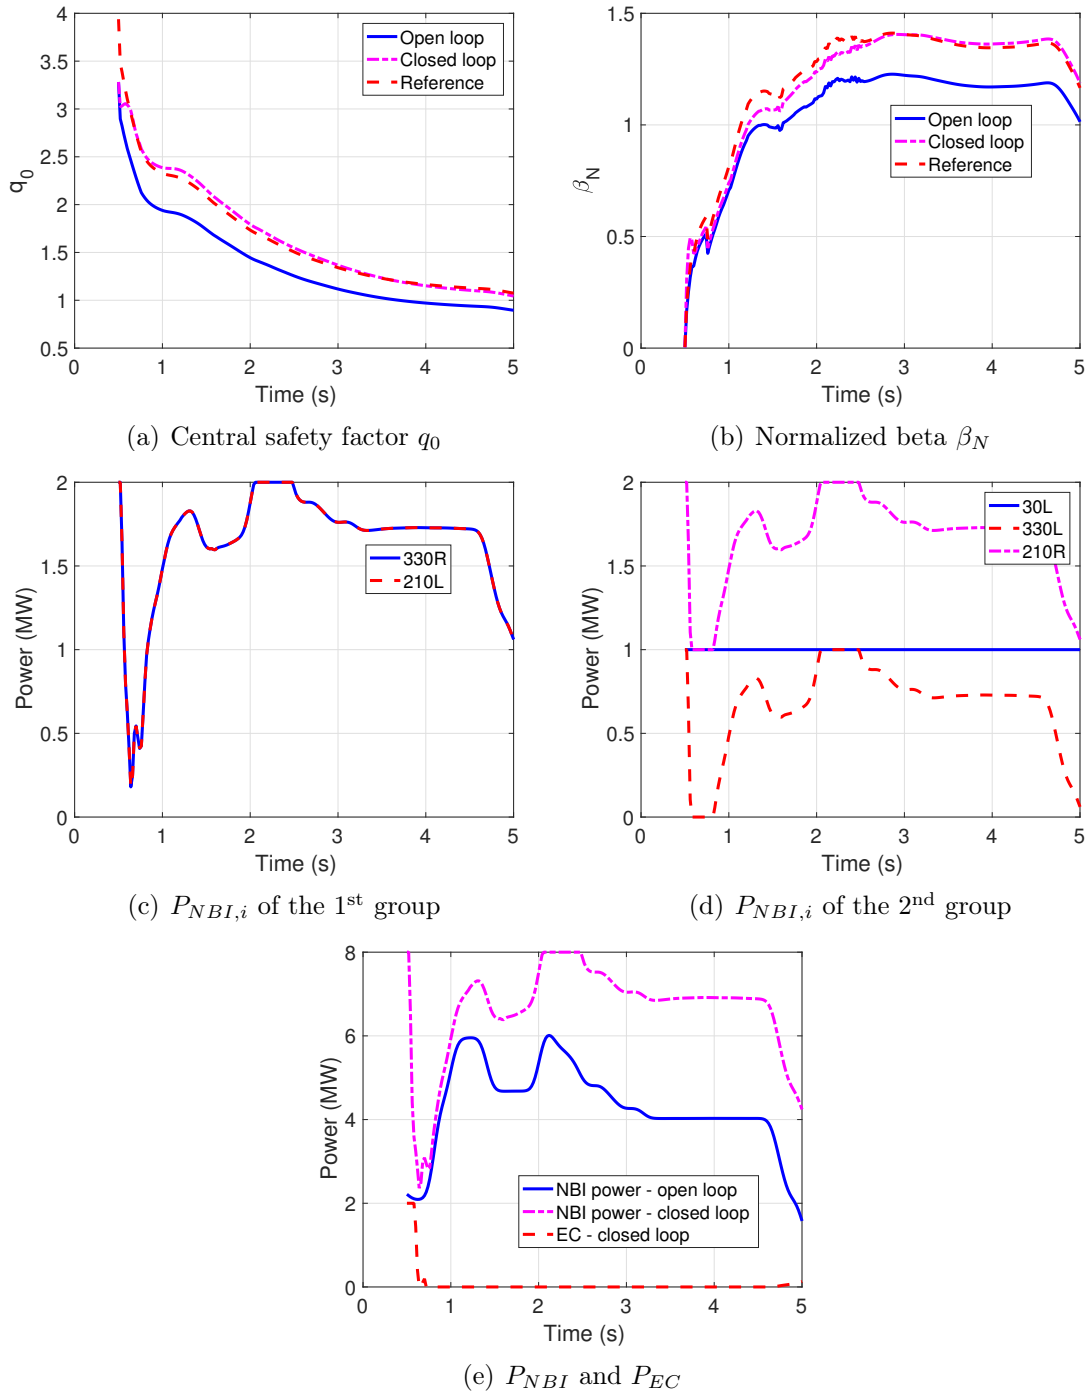 4
3.5
3
2.5
2
1.5
1
0.5
q0
Open loop
Closed loop
Reference
0 1 2 3 4 5
Time (s)
(a) Central safety factor q0
1.5
1
0.5
0
βN
Open loop
Closed loop
Reference
0 1 2 3 4 5
Time (s)
(b) Normalized beta βN
2
1.5
1
0.5
0
Power (MW)
330R
210L
0 1 2 3 4 5
Time (s)
(c) PNBI,i of the 1st group
2
1.5
1
0.5
0
Power (MW)
30L
330L
210R
0 1 2 3 4 5
Time (s)
(d) PNBI,i of the 2nd group
8
6
4
2
0
Power (MW)
NBI power - open loop
NBI power - closed loop
EC - closed loop
0 1 2 3 4 5
Time (s)
(e) PNBI and PEC